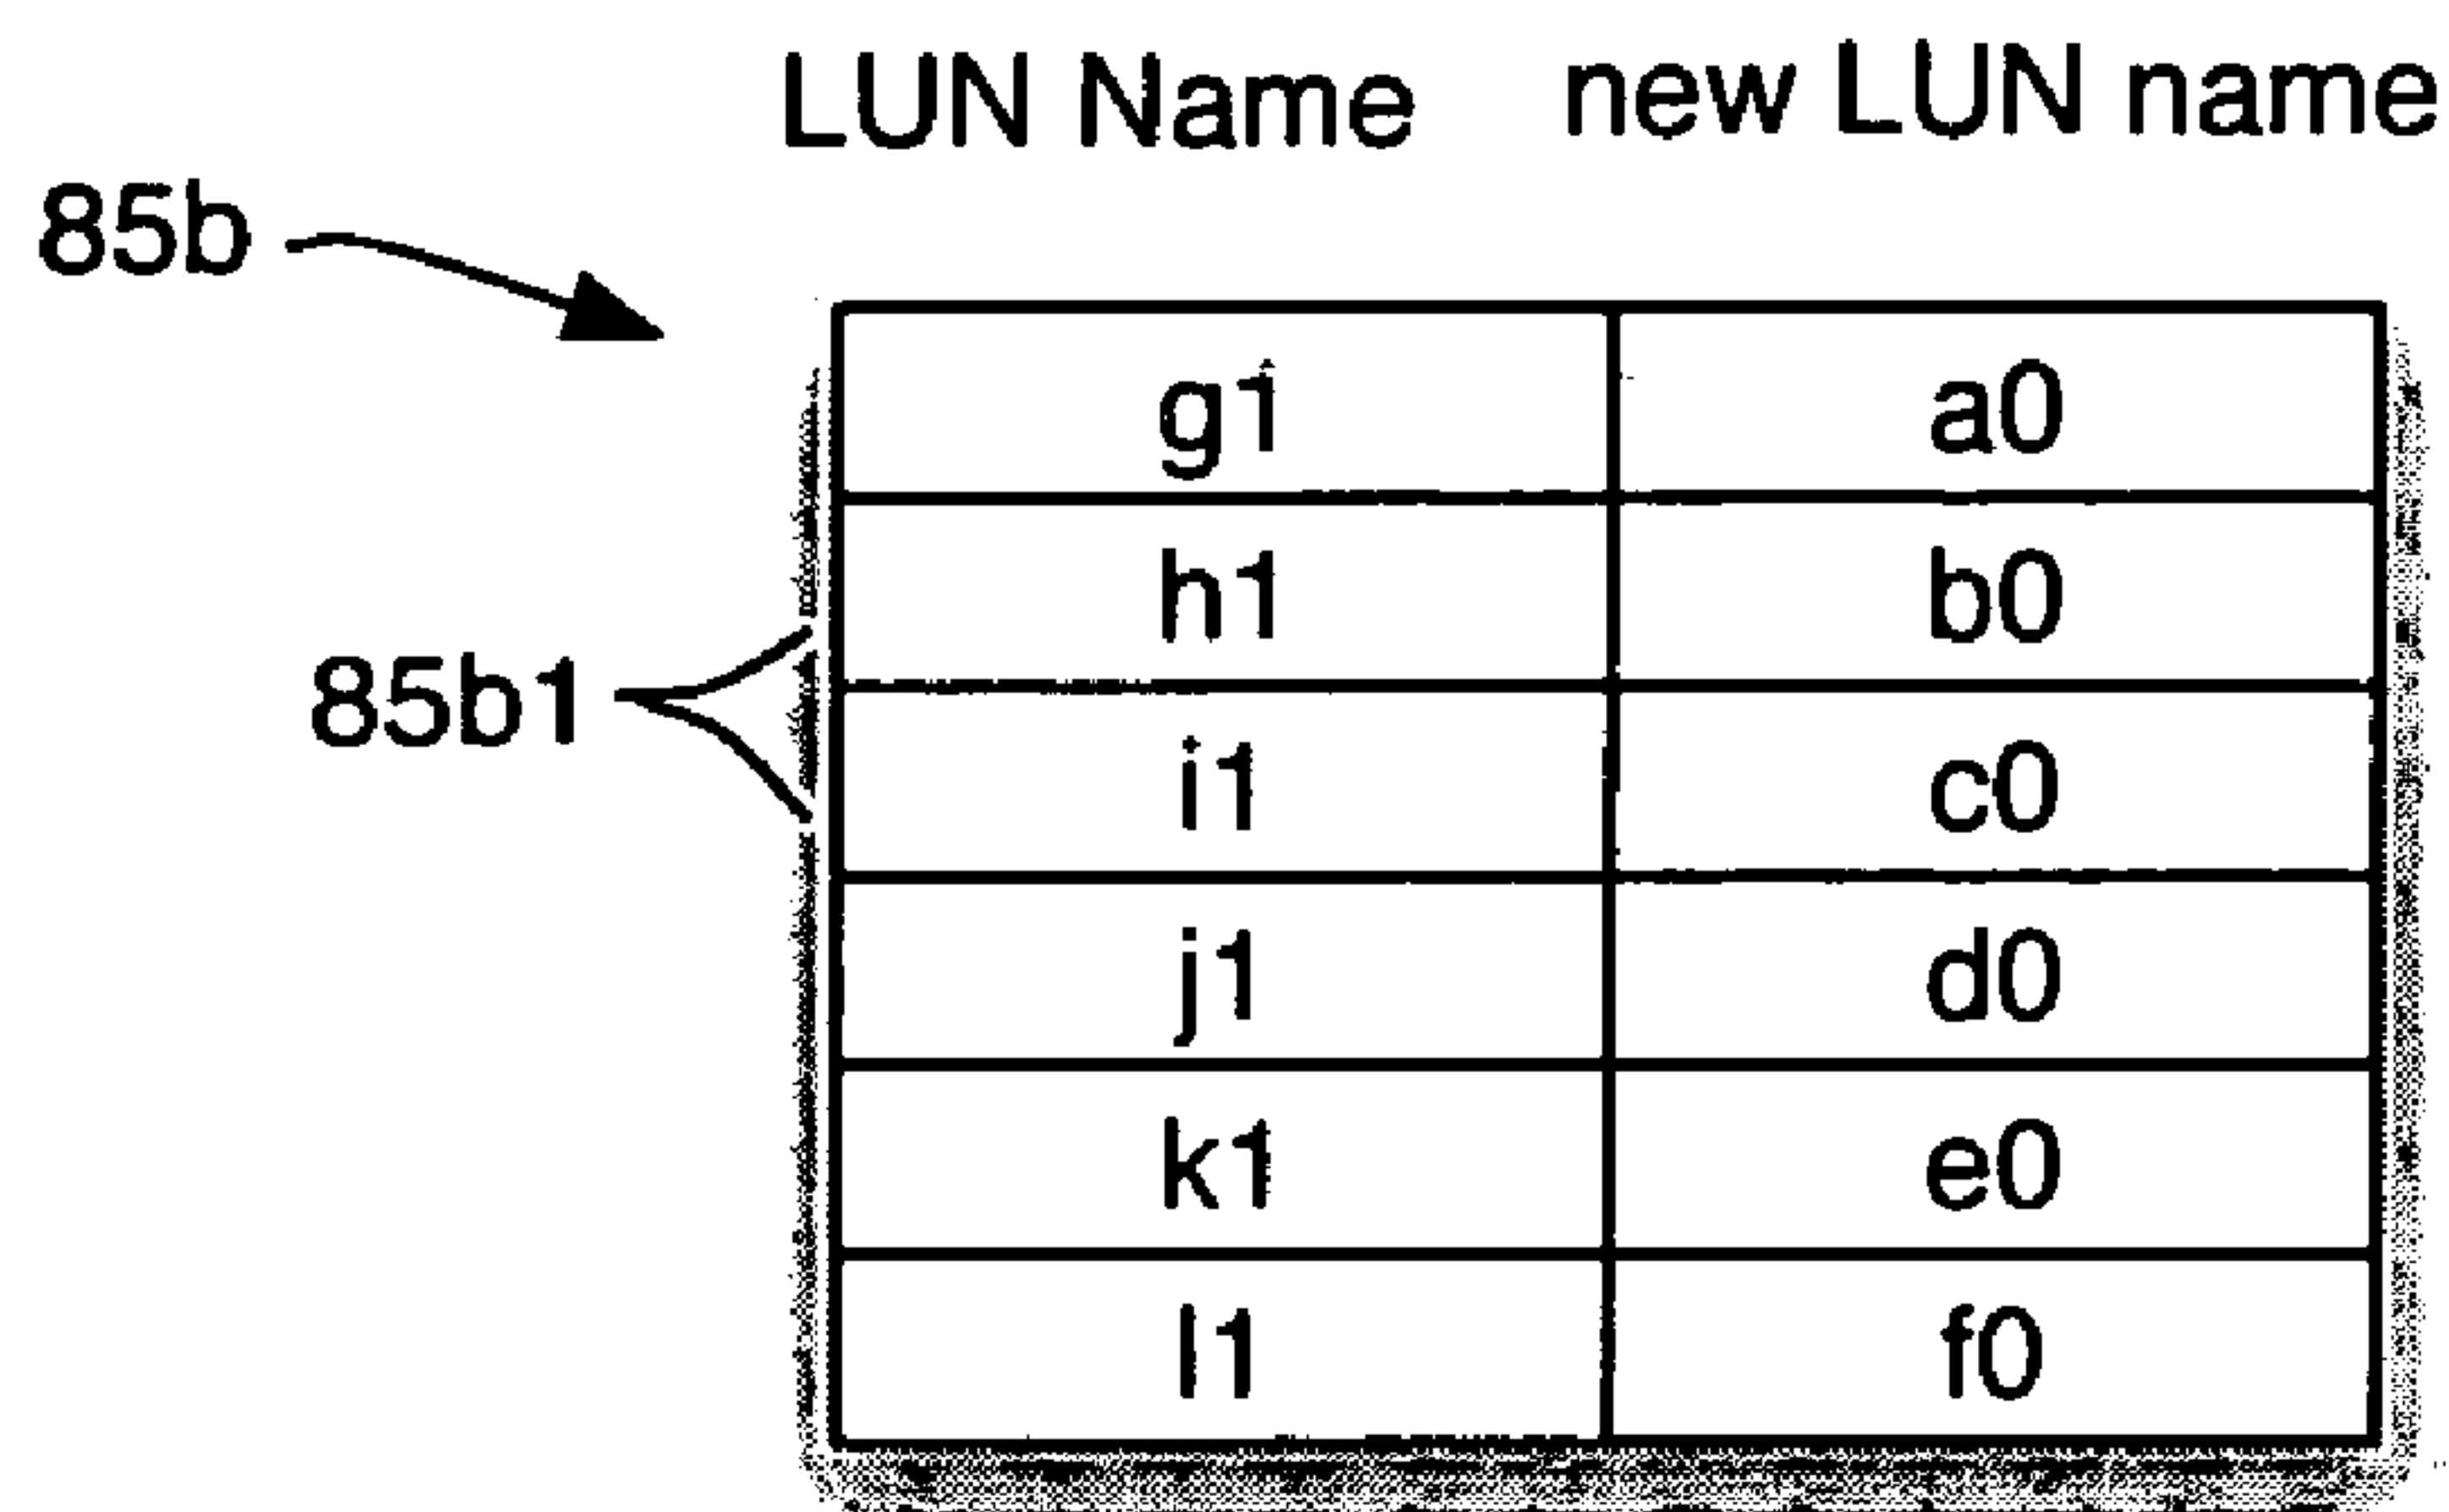 LUN Name new LUN name
85b
g1 a0
h1 b0
85b1
i1 c0
j1 d0
k1 e0
l1 f0